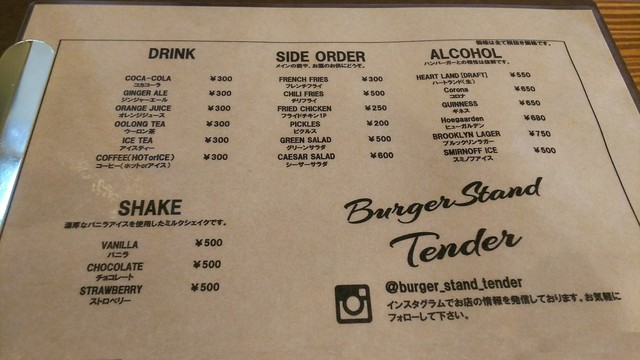 価格は全て税抜き価格です。
DRINK
COCA-COLA ¥300
コカコーラ
GINGER ALE ¥300
ジンジャーエール
ORANGE JUICE ¥300
オレンジジュース
OOLONG TEA ¥300
ウーロン茶
ICE TEA ¥300
アイスティー
COFFEE(HOTorICE) ¥300
コーヒー(ホットorアイス)
SIDE ORDER
メインの前や、お酒のお供にどうぞ。
FRENCH FRIES ¥300
フレンチフライ
CHILI FRIES ¥500
チリフライ
FRIED CHICKEN ¥250
フライドチキン1P
PICKLES ¥200
ピクルス
GREEN SALAD ¥500
グリーンサラダ
CAESAR SALAD ¥600
シーザーサラダ
ALCOHOL
ハンバーガーとの相性は抜群です。
HEART LAND [DRAFT] ¥550
ハートランド(生)
Corona ¥650
コロナ
GUINNESS ¥650
ギネス
Hoegaarden ¥680
ヒューガルデン
BROOKLYN LAGER ¥750
ブルックリンラガー
SMIRNOFF ICE ¥500
スミノフアイス
SHAKE
濃厚なバニラアイスを使用したミルクシェイクです。
VANILLA ¥500
バニラ
CHOCOLATE ¥500
チョコレート
STRAWBERRY ¥500
ストロベリー
Burger Stand
Tender
@burger_stand_tender
インスタグラムでお店の情報を発信しております。お気軽に
フォローして下さい。